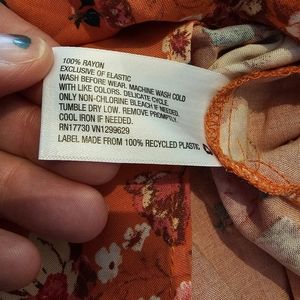 100% RAYON
EXCLUSIVE OF ELASTIC
WASH BEFORE WEAR. MACHINE WASH COLD
WITH LIKE COLORS. DELICATE CYCLE.
ONLY NON-CHLORINE BLEACH IF NEEDED.
TUMBLE DRY LOW. REMOVE PROMPTLY.
COOL IRON IF NEEDED.
RN17730 VN1299629
LABEL MADE FROM 100% RECYCLED PLASTIC